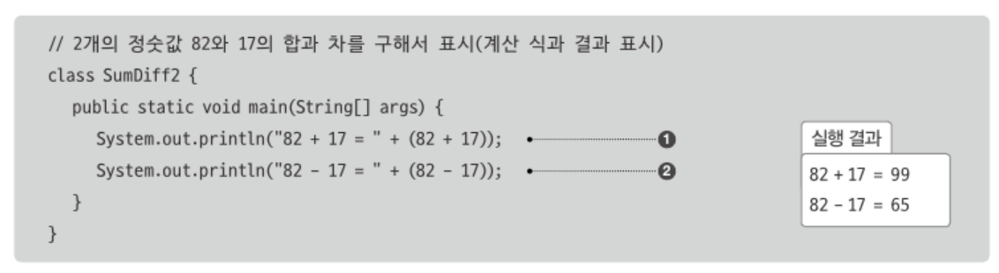 // 2개의 정숫값 82와 17의 합과 차를 구해서 표시(계산 식과 결과 표시)
class SumDiff2 {
public static void main(String[] args) {
System.out.println("82 + 17 = " + (82 + 17)); ❶
System.out.println("82 - 17 = " + (82 - 17)); ❷
}
}
실행 결과
82 + 17 = 99
82 - 17 = 65